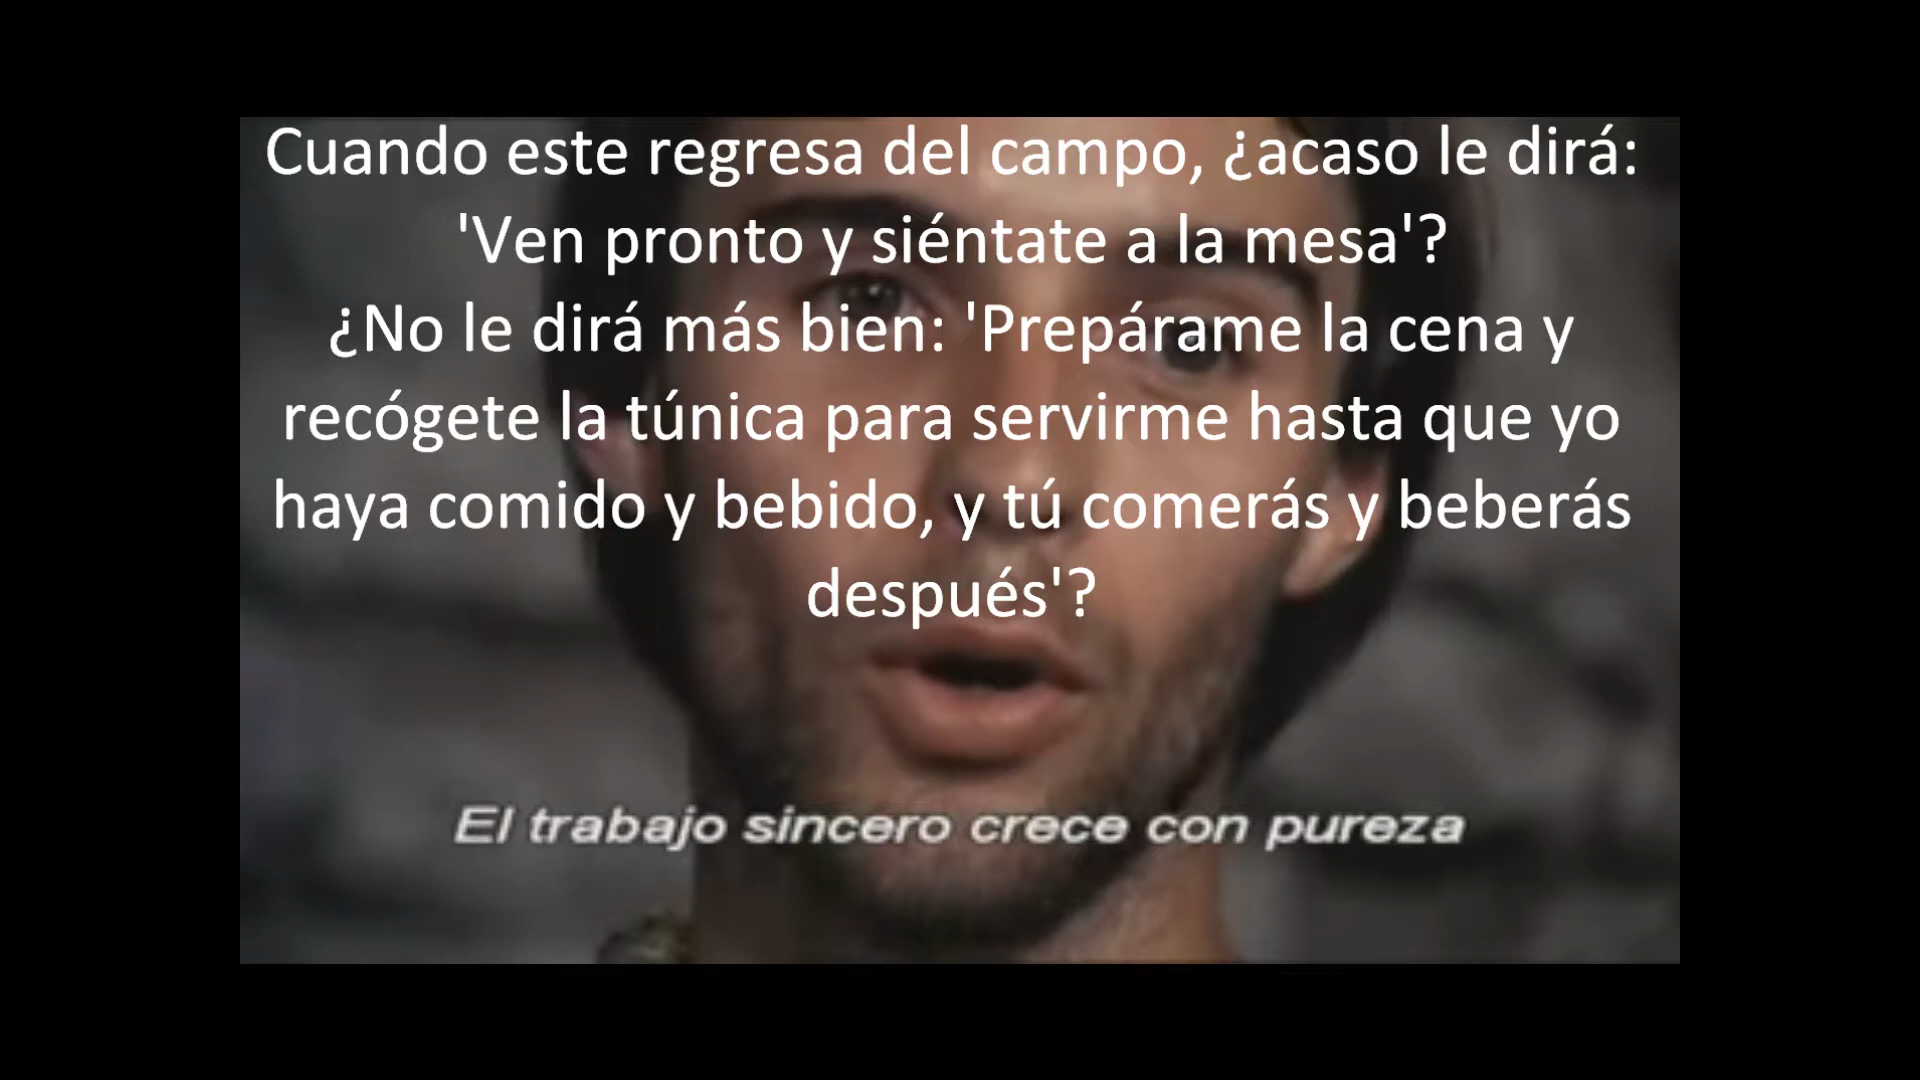 Cuando este regresa del campo, ¿acaso le dirá:
'Ven pronto y siéntate a la mesa'?
¿No le dirá más bien: 'Prepárame la cena y
recógete la túnica para servirme hasta que yo
haya comido y bebido, y tú comerás y beberás
después'?
El trabajo sincero crece con pureza